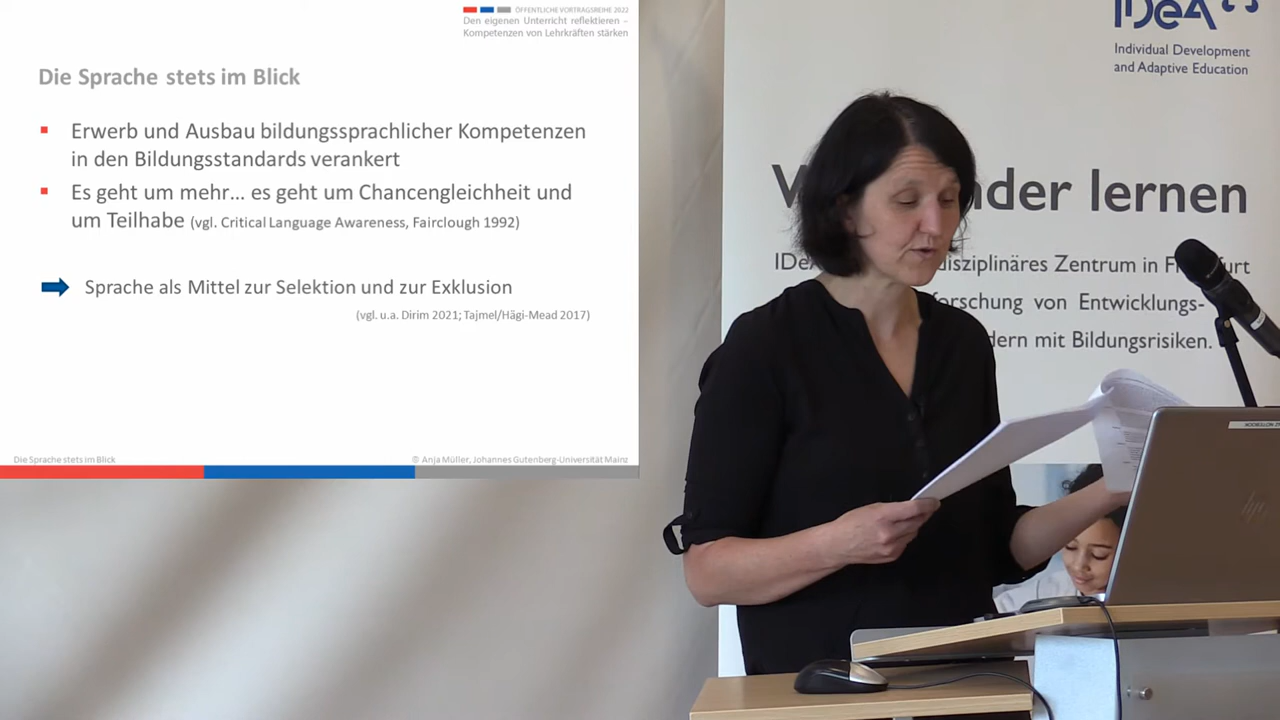 ÖFFENTLICHE VORTRAGSREIHE 2022
Den eigenen Unterricht reflektieren –
Kompetenzen von Lehrkräften stärken
Die Sprache stets im Blick
Erwerb und Ausbau bildungssprachlicher Kompetenzen
in den Bildungsstandards verankert
Es geht um mehr... es geht um Chancengleichheit und
um Teilhabe (vgl. Critical Language Awareness, Fairclough 1992)
Sprache als Mittel zur Selektion und zur Exklusion
(vgl. u.a. Dirim 2021; Tajmel/Hägi-Mead 2017)
Die Sprache stets im Blick
© Anja Müller, Johannes Gutenberg-Universität Mainz
IDeA
Individual Development
and Adaptive Education
lernen
disziplinäres Zentrum in
von Entwicklungs-
mit Bildungsrisiken.
hp